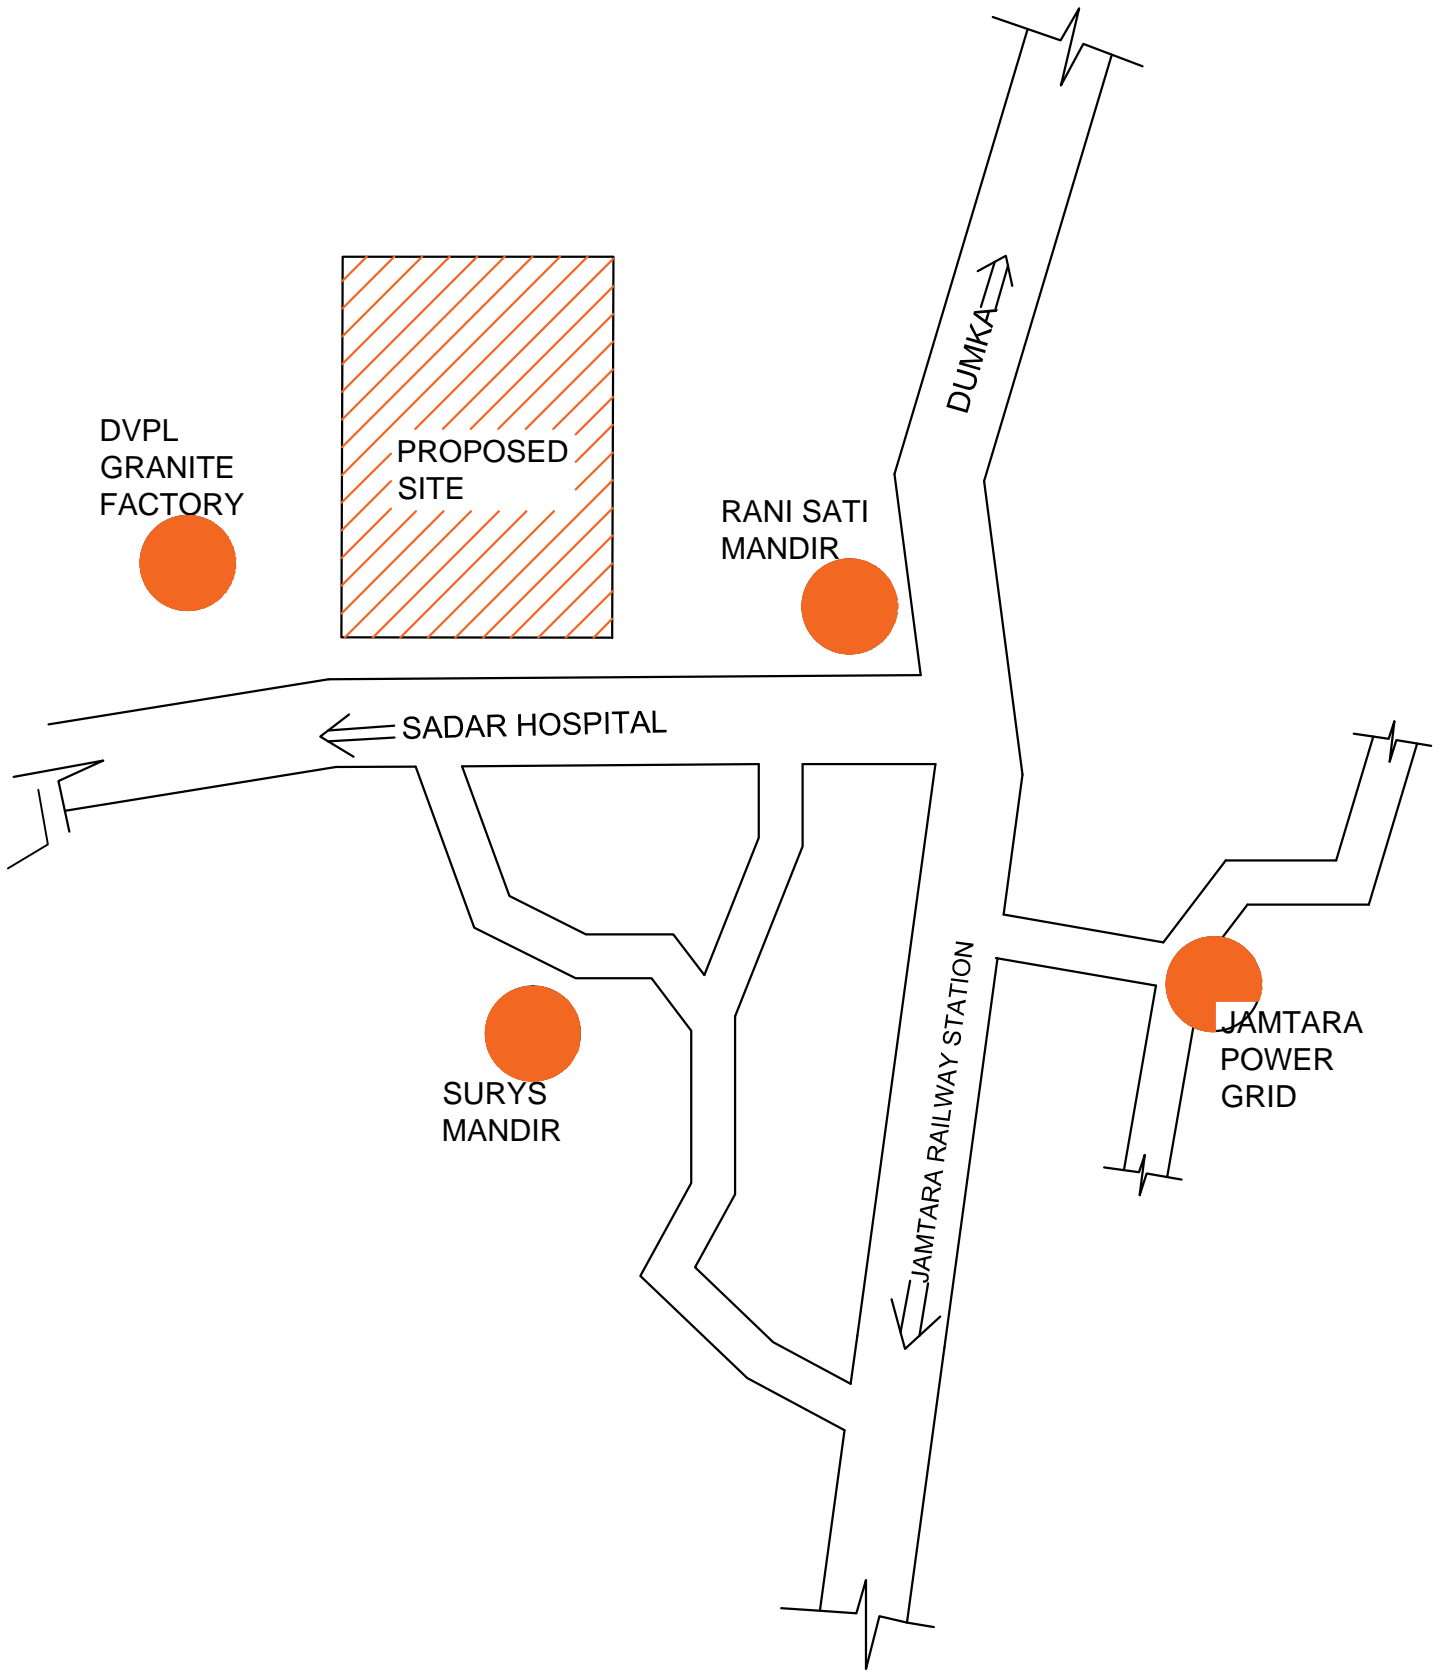 DUMKA
DVPL
GRANITE
FACTORY
PROPOSED
SITE
RANI SATI
MANDIR
SADAR HOSPITAL
JAMTARA RAILWAY STATION
JAMTARA
POWER
GRID
SURYS
MANDIR